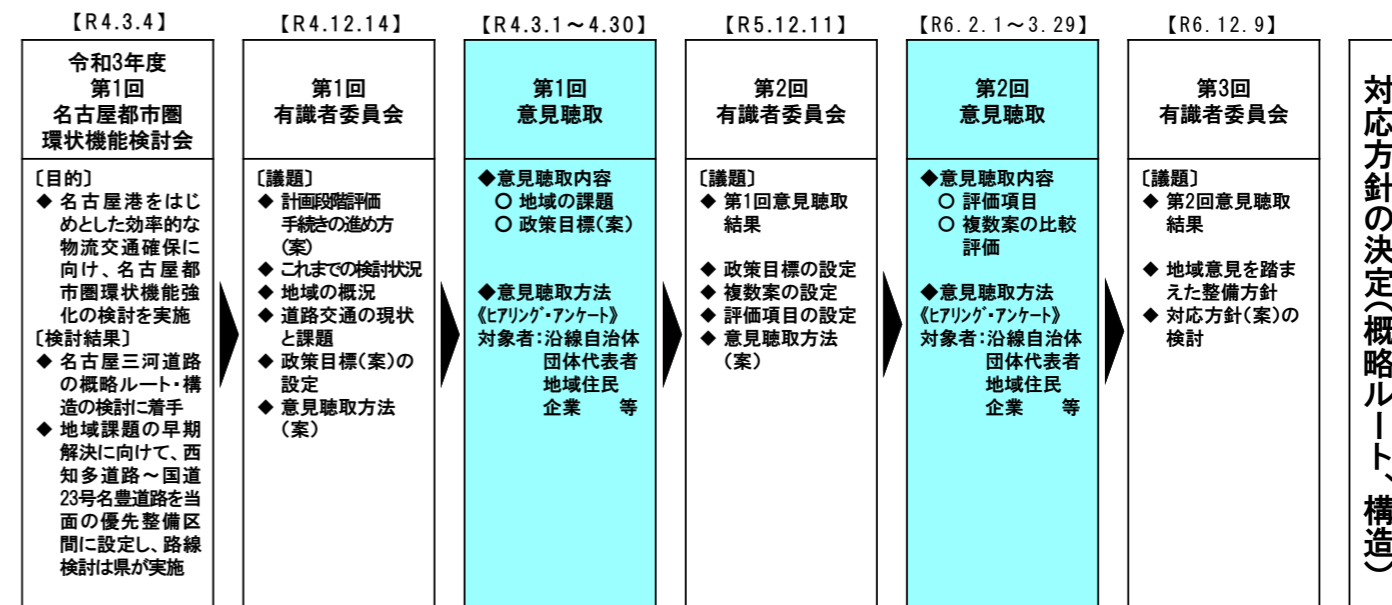 【R4.3.4】
令和3年度
第1回
名古屋都市圏
環状機能検討会
〔目的〕
◆ 名古屋港をはじ
めとした効率的な
物流交通確保に
向け、名古屋都
市圏環状機能強
化の検討を実施
〔検討結果〕
◆ 名古屋三河道路
の概略ルート・構
造の検討に着手
◆ 地域課題の早期
解決に向けて、西
知多道路～国道
23号名豊道路を当
面の優先整備区
間に設定し、路線
検討は県が実施
【R4.12.14】
第1回
有識者委員会
〔議題〕
◆ 計画段階評価
手続きの進め方
(案)
◆ これまでの検討状況
◆ 地域の概況
◆ 道路交通の現状
と課題
◆ 政策目標(案)の
設定
◆ 意見聴取方法
(案)
【R4.3.1～4.30】
第1回
意見聴取
◆意見聴取内容
○ 地域の課題
○ 政策目標(案)
◆意見聴取方法
《ヒアリング・アンケート》
対象者:沿線自治体
団体代表者
地域住民
企業 等
【R5.12.11】
第2回
有識者委員会
〔議題〕
◆ 第1回意見聴取
結果
◆ 政策目標の設定
◆ 複数案の設定
◆ 評価項目の設定
◆ 意見聴取方法
(案)
【R6.2.1～3.29】
第2回
意見聴取
◆意見聴取内容
○ 評価項目
○ 複数案の比較
評価
◆意見聴取方法
《ヒアリング・アンケート》
対象者:沿線自治体
団体代表者
地域住民
企業 等
【R6.12.9】
第3回
有識者委員会
〔議題〕
◆ 第2回意見聴取
結果
◆ 地域意見を踏ま
えた整備方針
◆ 対応方針(案)の
検討
対応方針の決定(概略ルート、構造)